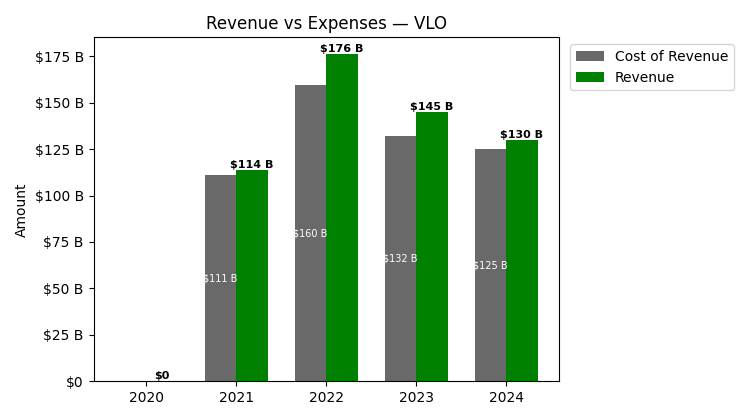 Revenue vs Expenses — VLO
Cost of Revenue
Revenue
Amount
$175 B
$150 B
$125 B
$100 B
$75 B
$50 B
$25 B
$0
$0
$111 B
$114 B
$160 B
$176 B
$132 B
$145 B
$125 B
$130 B
2020 2021 2022 2023 2024